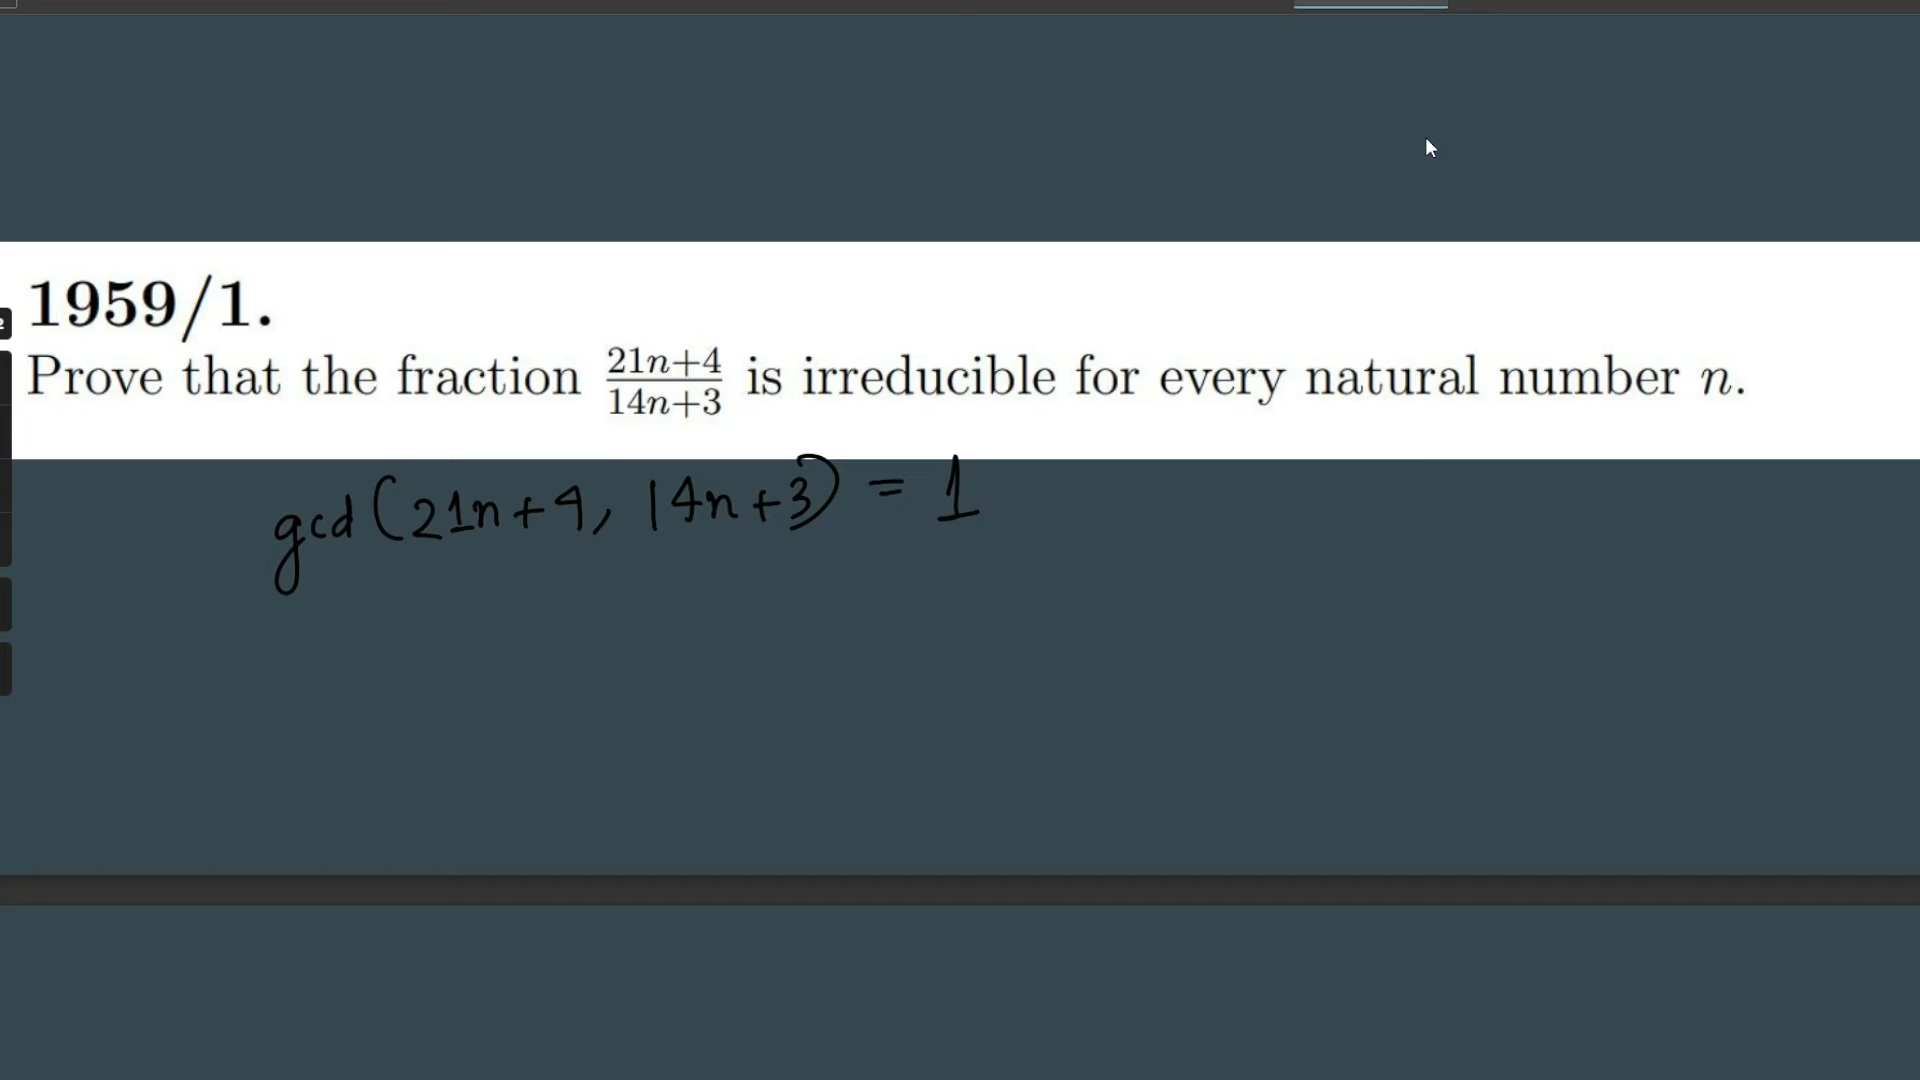 1959/1.
Prove that the fraction \frac{21n+4}{14n+3} is irreducible for every natural number n.
gcd(21n+4, 14n+3) = 1